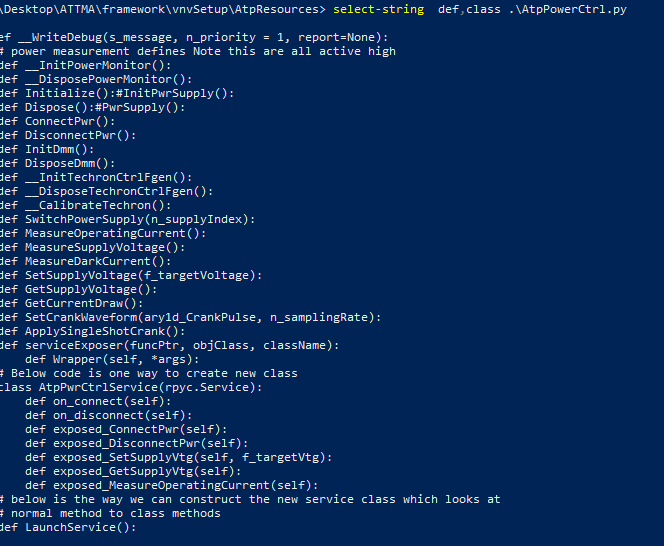 \Desktop\ATTMA\framework\vnvSetup\AtpResources> select-string  def,class .\AtpPowerCtrl.py
ef __WriteDebug(s_message, n_priority = 1, report=None):
# power measurement defines Note this are all active high
def __InitPowerMonitor():
def __DisposePowerMonitor():
def Initialize():#InitPwrSupply():
def Dispose():#PwrSupply():
def ConnectPwr():
def DisconnectPwr():
def InitDmm():
def DisposeDmm():
def __InitTechronCtrlFgen():
def __DisposeTechronCtrlFgen():
def __CalibrateTechron():
def SwitchPowerSupply(n_supplyIndex):
def MeasureOperatingCurrent():
def MeasureSupplyVoltage():
def MeasureDarkCurrent():
def SetSupplyVoltage(f_targetVoltage):
def GetSupplyVoltage():
def GetCurrentDraw():
def SetCrankWaveform(ary1d_CrankPulse, n_samplingRate):
def ApplySingleShotCrank():
def serviceExposer(funcPtr, objClass, className):
    def Wrapper(self, *args):
# Below code is one way to create new class
class AtpPwrCtrlService(rpyc.Service):
    def on_connect(self):
    def on_disconnect(self):
    def exposed_ConnectPwr(self):
    def exposed_DisconnectPwr(self):
    def exposed_SetSupplyVtg(self, f_targetVtg):
    def exposed_GetSupplyVtg(self):
    def exposed_MeasureOperatingCurrent(self):
# below is the way we can construct the new service class which looks at
# normal method to class methods
def LaunchService():